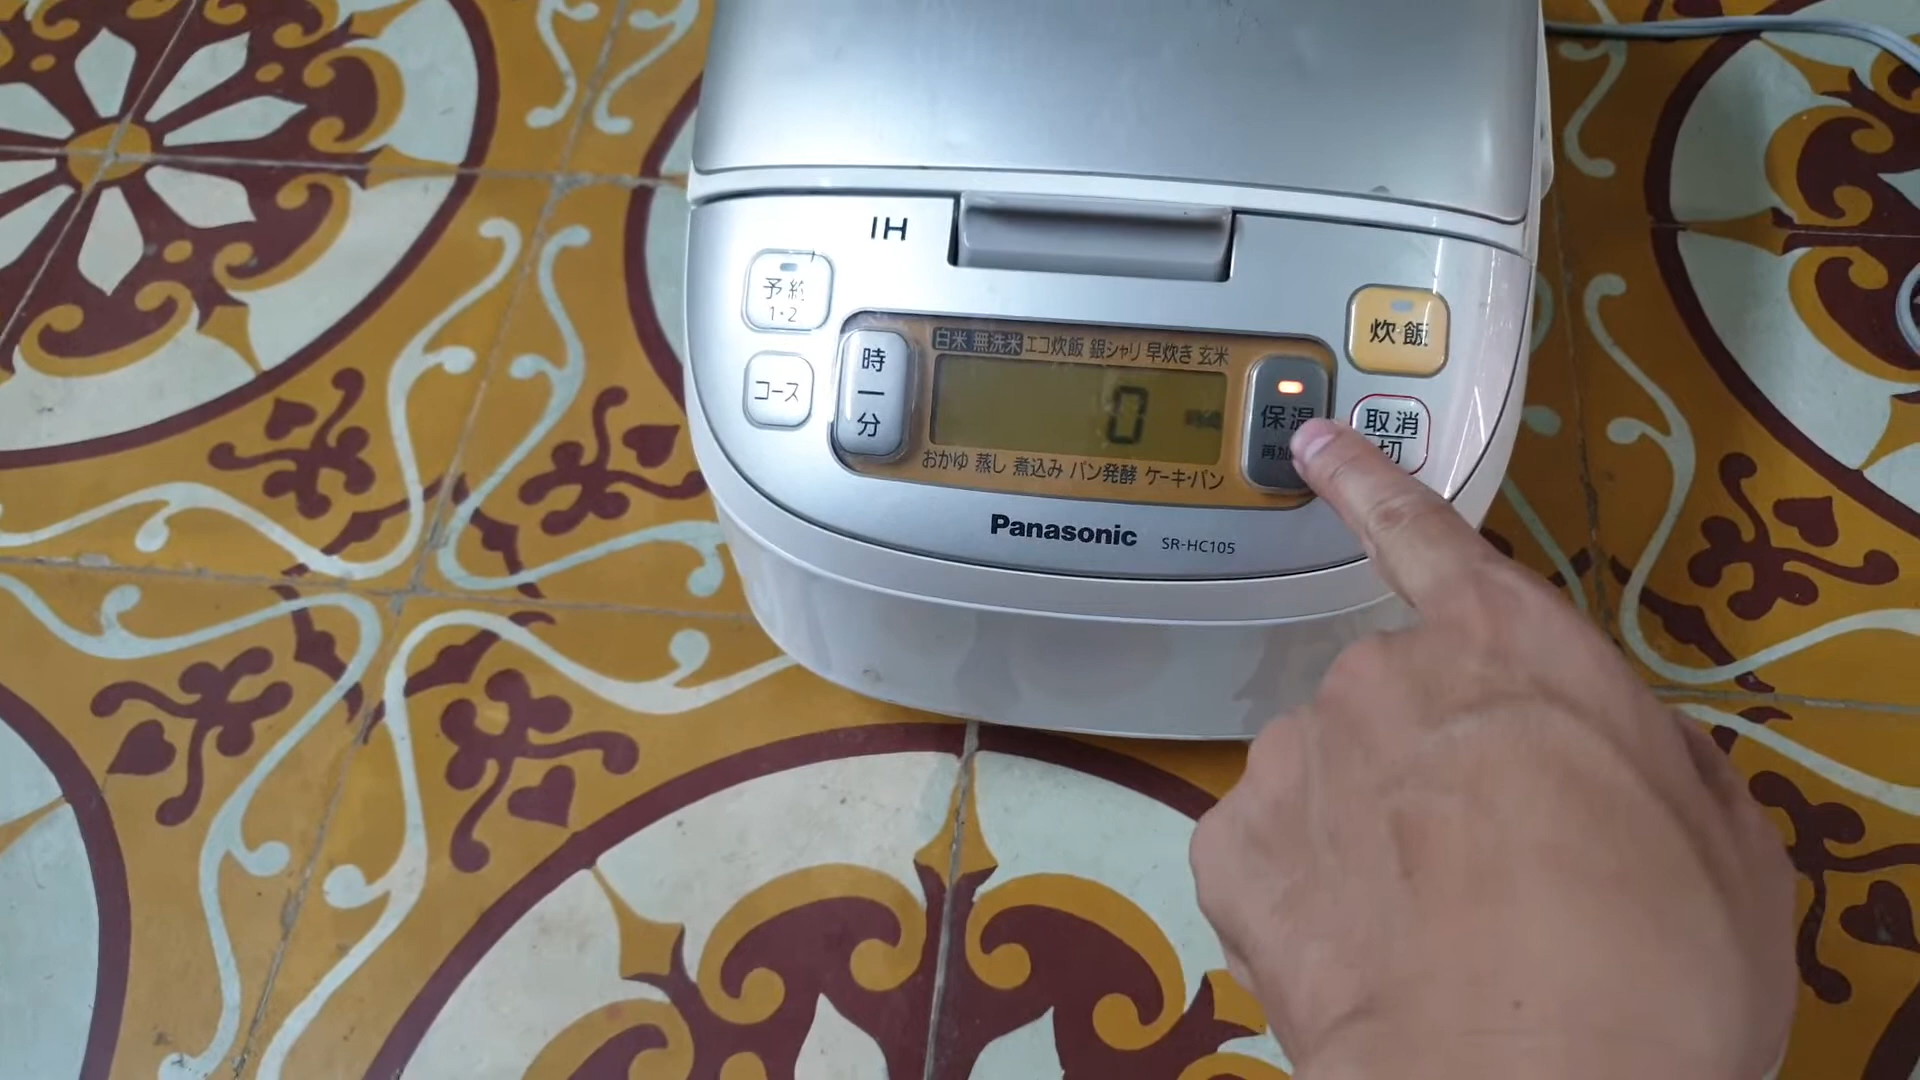 IH
予約
1・2
コース
時
分
白米 無洗米 エコ炊飯 銀シャリ 早炊き 玄米
0
おかゆ 蒸し 煮込み パン発酵 ケーキ・パン
保温
炊飯
取消
切
Panasonic SR-HC105